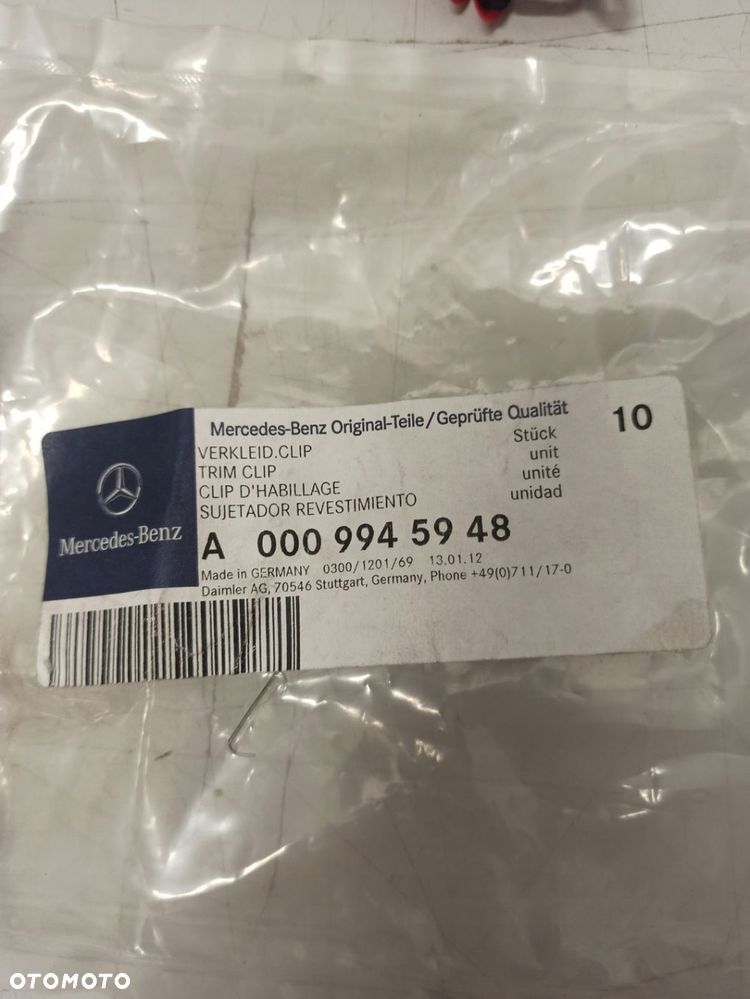 Mercedes-Benz Original-Teile/Geprüfte Qualität
10
VERKLEID.CLIP Stück
TRIM CLIP unit
CLIP D'HABILLAGE unité
SUJETADOR REVESTIMIENTO unidad
Mercedes-Benz
A 000 994 59 48
Made in GERMANY 0300/1201/69 13.01.12
Daimler AG, 70546 Stuttgart, Germany, Phone +49(0)711/17-0
OTOMOTO